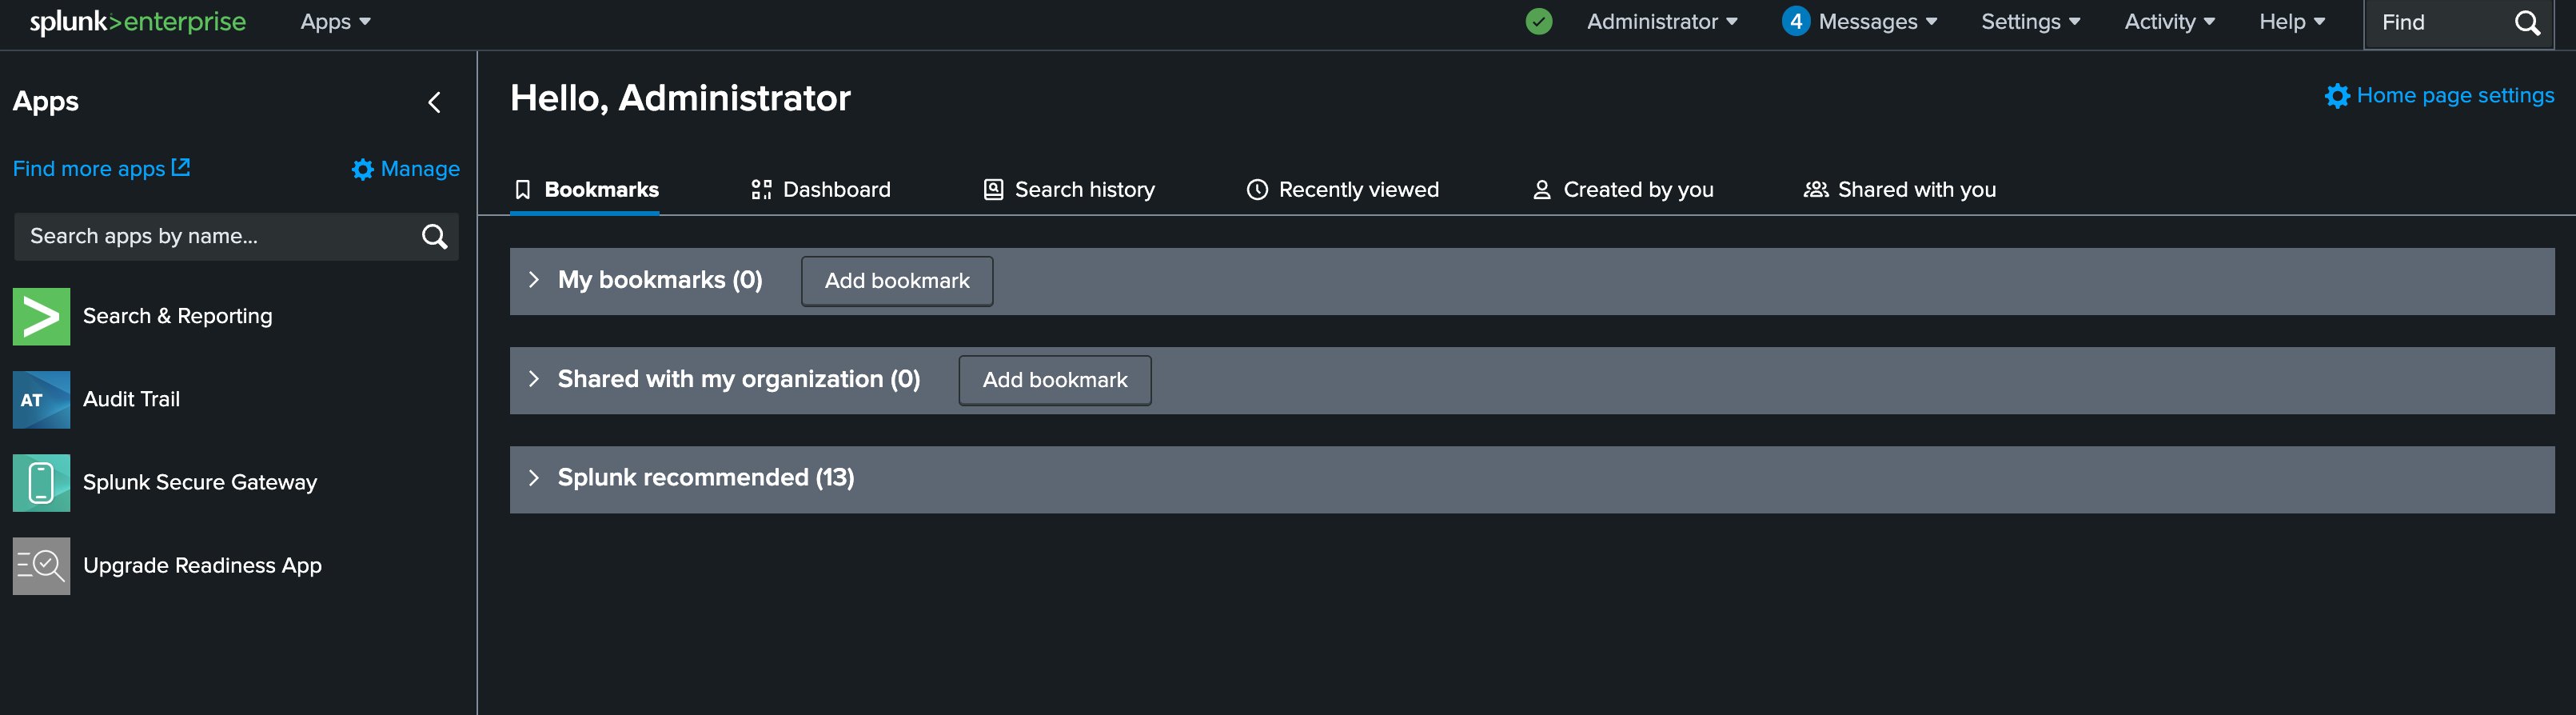 splunk>enterprise Apps Administrator 4 Messages Settings Activity Help Find
Apps
Find more apps Manage
Search apps by name...
Search & Reporting
AT Audit Trail
Splunk Secure Gateway
Upgrade Readiness App
Hello, Administrator
Home page settings
Bookmarks Dashboard Search history Recently viewed Created by you Shared with you
My bookmarks (0) Add bookmark
Shared with my organization (0) Add bookmark
Splunk recommended (13)